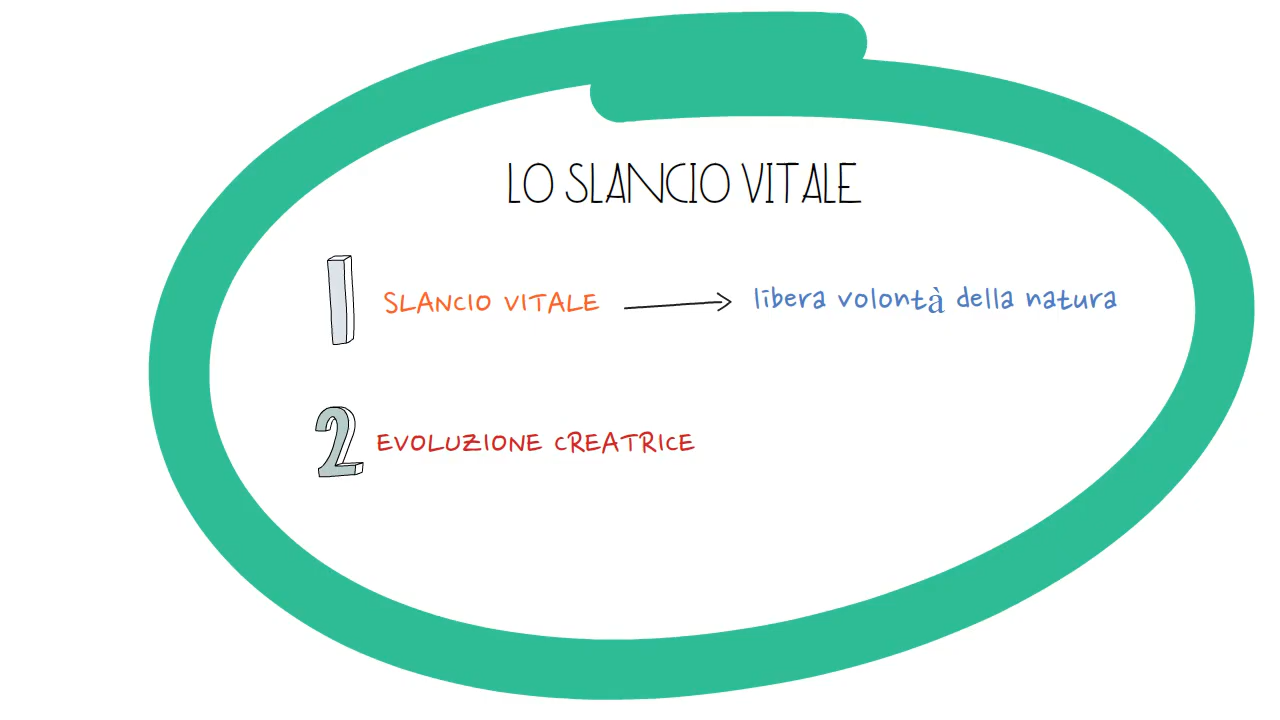 LO SLANCIO VITALE
1 SLANCIO VITALE → libera volontà della natura
2 EVOLUZIONE CREATRICE